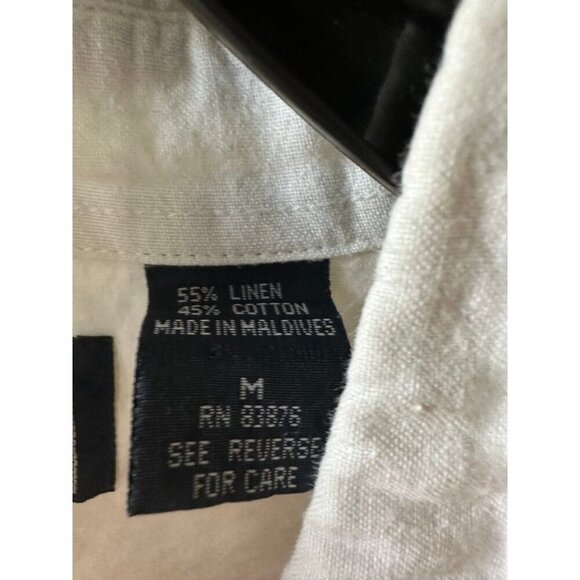 55% LINEN
45% COTTON
MADE IN MALDIVES
M
RN 83876
SEE REVERSE
FOR CARE